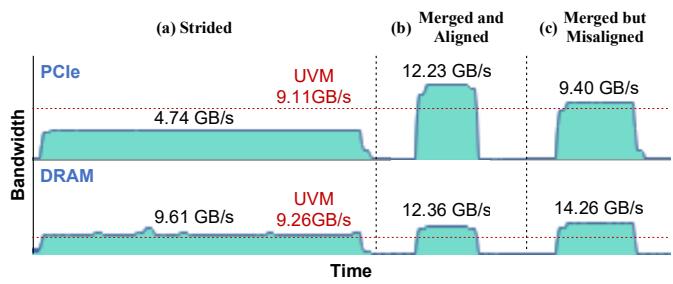 (a) Strided
(b) Merged and
Aligned
(c) Merged but
Misaligned
PCIe
UVM
9.11GB/s
4.74 GB/s
12.23 GB/s
9.40 GB/s
Bandwidth
DRAM
9.61 GB/s
UVM
9.26GB/s
12.36 GB/s
14.26 GB/s
Time